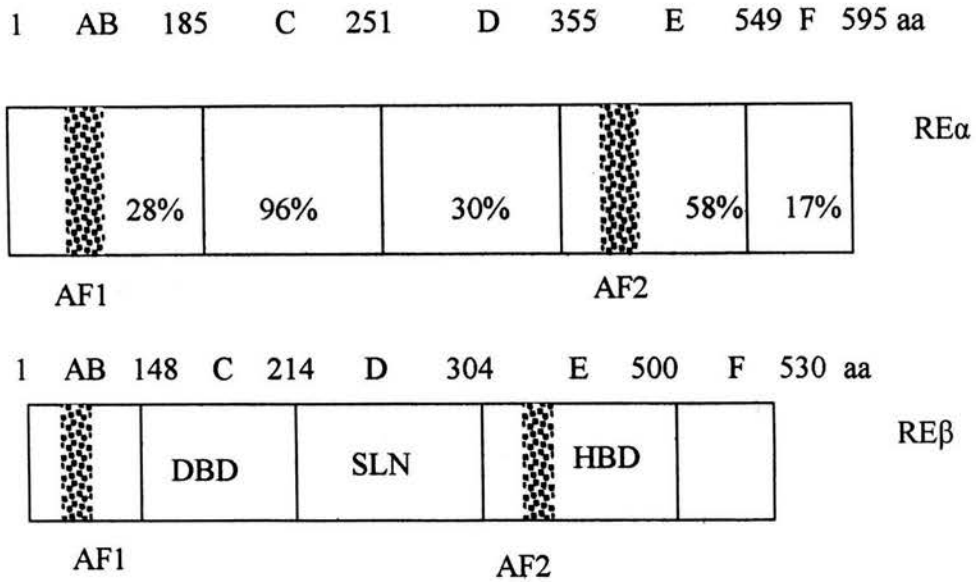 1 AB 185 C 251 D 355 E 549 F 595 aa
REα
28% 96% 30% 58% 17%
AF1 AF2
1 AB 148 C 214 D 304 E 500 F 530 aa
REβ
DBD SLN HBD
AF1 AF2